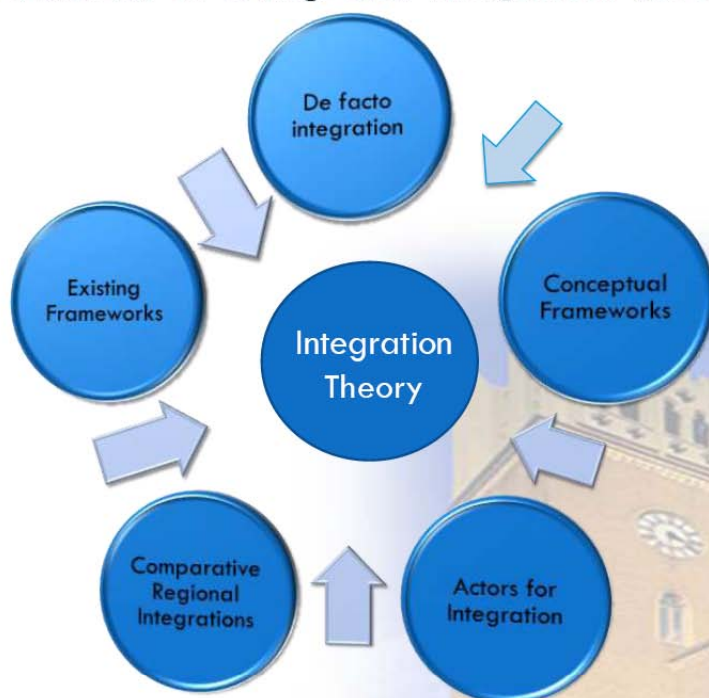 De facto
integration
Existing
Frameworks
Conceptual
Frameworks
Integration
Theory
Comparative
Regional
Integrations
Actors for
Integration